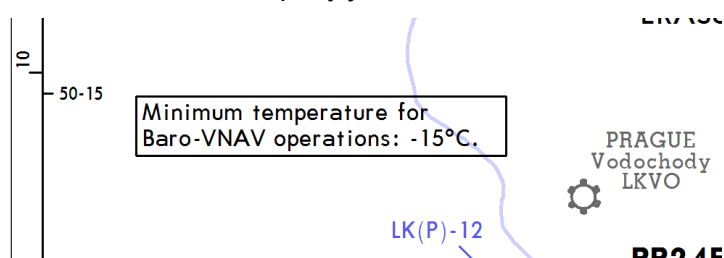 10
50-15
Minimum temperature for
Baro-VNAV operations: -15°C.
PRAGUE
Vodochody
LKVO
LK(P)-12